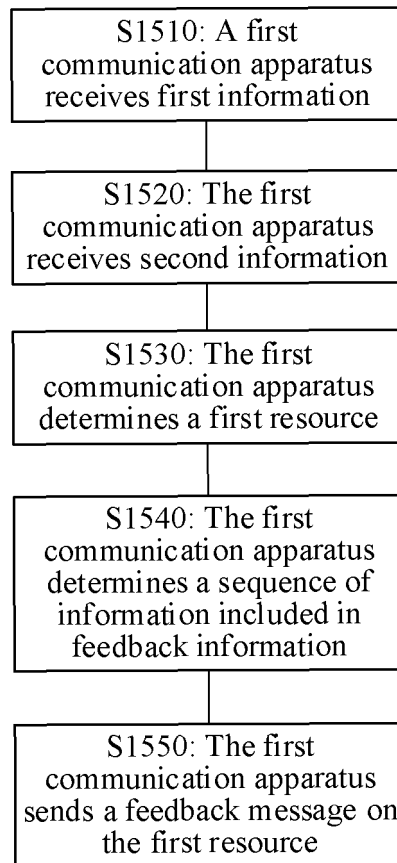 S1510: A first
communication apparatus
receives first information
S1520: The first
communication apparatus
receives second information
S1530: The first
communication apparatus
determines a first resource
S1540: The first
communication apparatus
determines a sequence of
information included in
feedback information
S1550: The first
communication apparatus
sends a feedback message on
the first resource